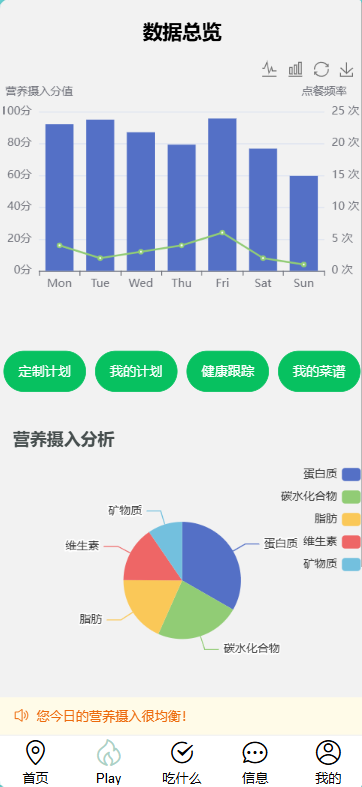 数据总览
营养摄入分值 点餐频率
100分 25 次
80分 20 次
60分 15 次
40分 10 次
20分 5 次
0分 0 次
Mon Tue Wed Thu Fri Sat Sun
定制计划 我的计划 健康跟踪 我的菜谱
营养摄入分析
蛋白质
碳水化合物
脂肪
维生素
矿物质
矿物质
维生素
蛋白质
脂肪
碳水化合物
您今日的营养摄入很均衡!
首页 Play 吃什么 信息 我的